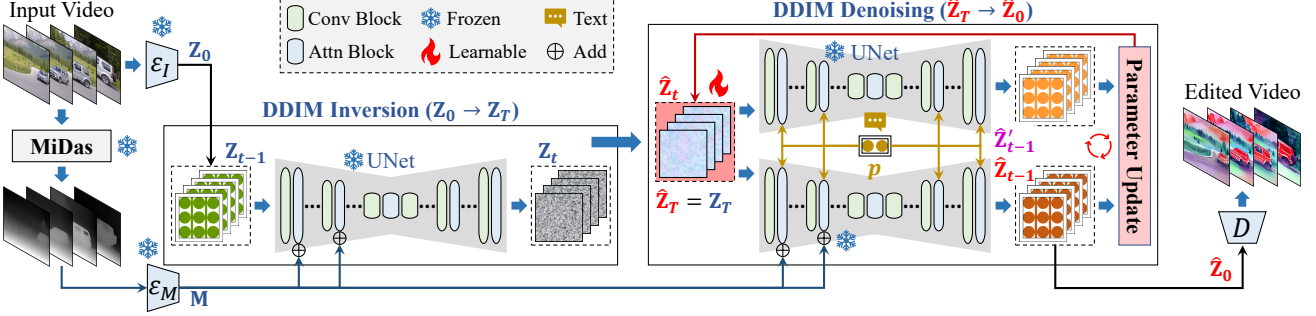 Input Video
ε_I
Z_0
MiDas
ε_M
M
Conv Block
Frozen
Text
Attn Block
Learnable
Add
DDIM Inversion (Z_0 → Z_T)
Z_{t−1}
UNet
Z_t
DDIM Denoising (Ẑ_T → Ẑ_0)
Ẑ_t
UNet
p
Ẑ'_{t−1}
Ẑ_{t−1}
Ẑ_T = Z_T
Parameter Update
Edited Video
D
Ẑ_0